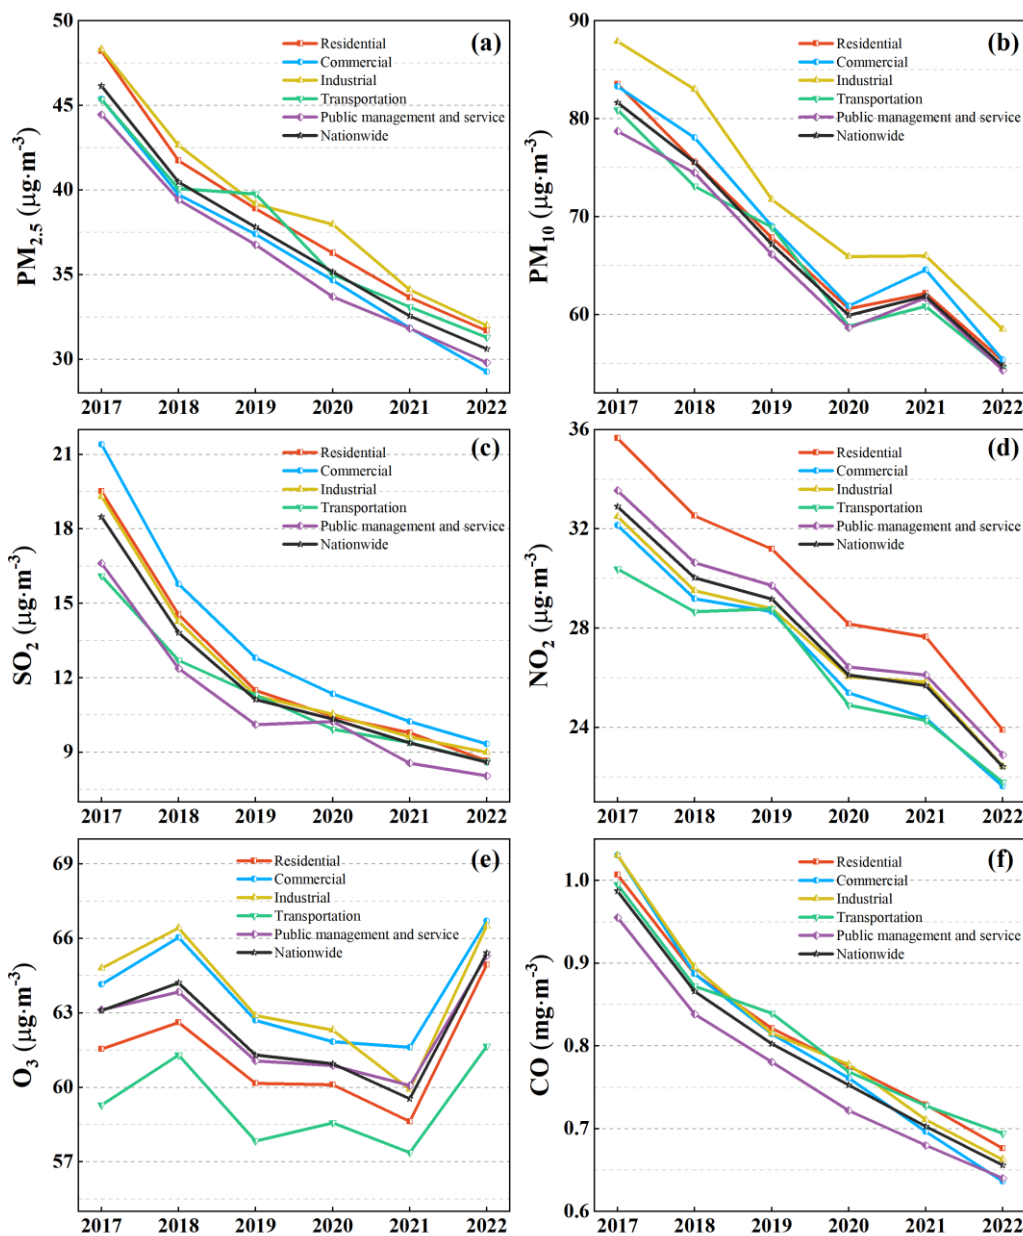 (a)
PM2.5 (μg·m-3)
50
45
40
35
30
Residential
Commercial
Industrial
Transportation
Public management and service
Nationwide
2017 2018 2019 2020 2021 2022
(b)
PM10 (μg·m-3)
90
80
70
60
Residential
Commercial
Industrial
Transportation
Public management and service
Nationwide
2017 2018 2019 2020 2021 2022
(c)
SO2 (μg·m-3)
21
18
15
12
9
Residential
Commercial
Industrial
Transportation
Public management and service
Nationwide
2017 2018 2019 2020 2021 2022
(d)
NO2 (μg·m-3)
36
32
28
24
Residential
Commercial
Industrial
Transportation
Public management and service
Nationwide
2017 2018 2019 2020 2021 2022
(e)
O3 (μg·m-3)
69
66
63
60
57
Residential
Commercial
Industrial
Transportation
Public management and service
Nationwide
2017 2018 2019 2020 2021 2022
(f)
CO (mg·m-3)
1.0
0.9
0.8
0.7
0.6
Residential
Commercial
Industrial
Transportation
Public management and service
Nationwide
2017 2018 2019 2020 2021 2022